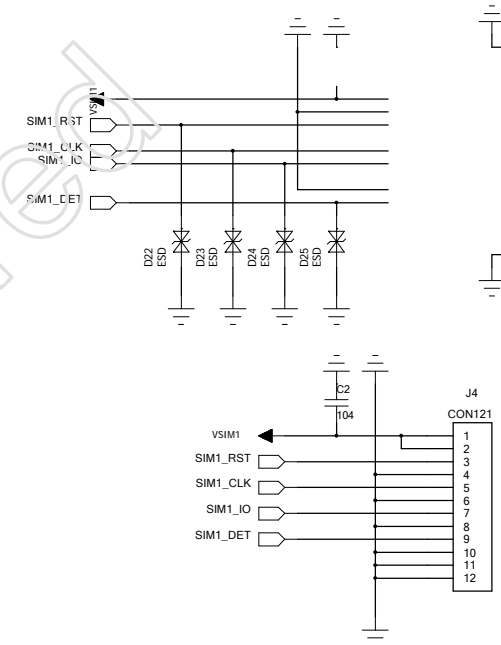 VSIM1
SIM1_RST
SIM1_CLK
SIM1_IO
SIM1_DET
D22
ESD
D23
ESD
D24
ESD
D25
ESD
C2
104
J4
CON121
VSIM1
SIM1_RST
SIM1_CLK
SIM1_IO
SIM1_DET
1
2
3
4
5
6
7
8
9
10
11
12